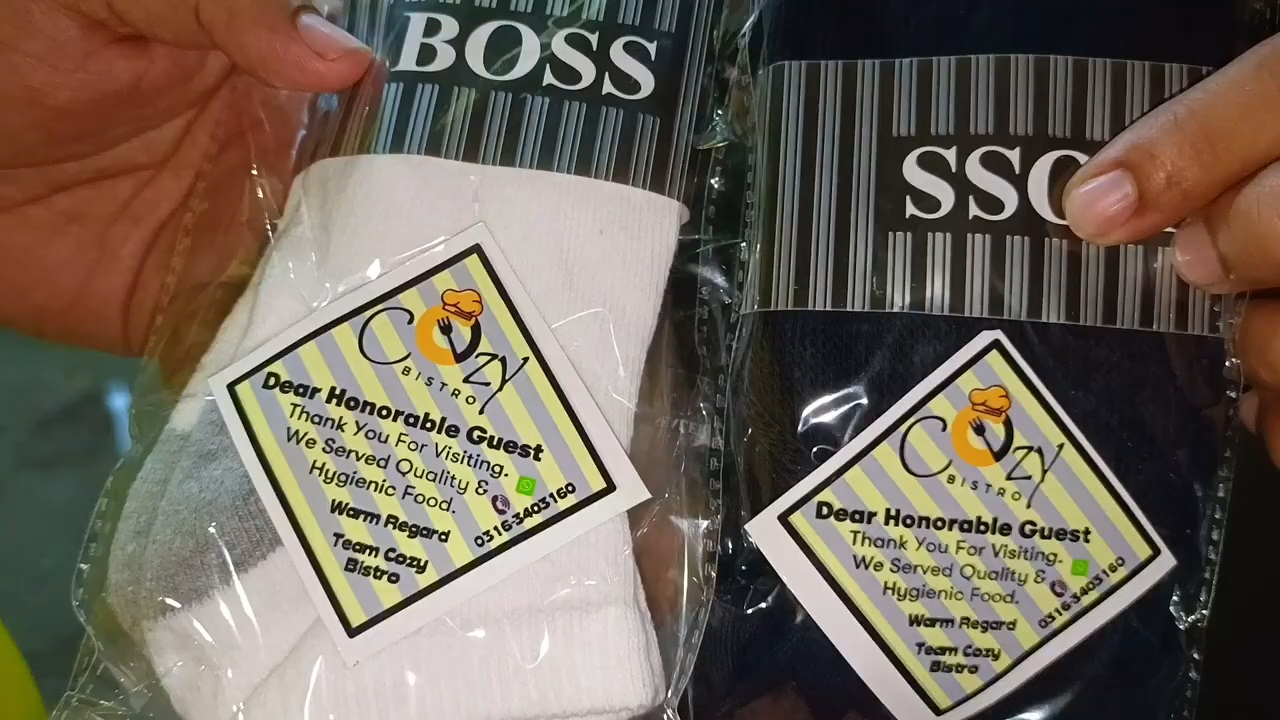 BOSS
COZY
BISTRO
Dear Honorable Guest
Thank You For Visiting.
We Served Quality &
Hygienic Food.
0316-3403160
Warm Regard
Team Cozy
Bistro
SSO
COZY
BISTRO
Dear Honorable Guest
Thank You For Visiting.
We Served Quality &
Hygienic Food.
0316-3403160
Warm Regard
Team Cozy
Bistro